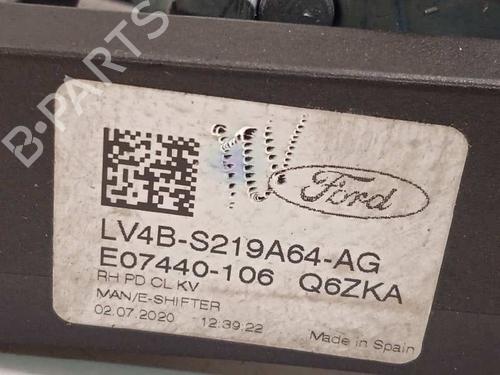 B-PARTS
Ford
LV4B-S219A64-AG
E07440-106 Q6ZKA
RH PD CL KV
MAN/E-SHIFTER
02.07.2020 12:39:22 Made in Spain